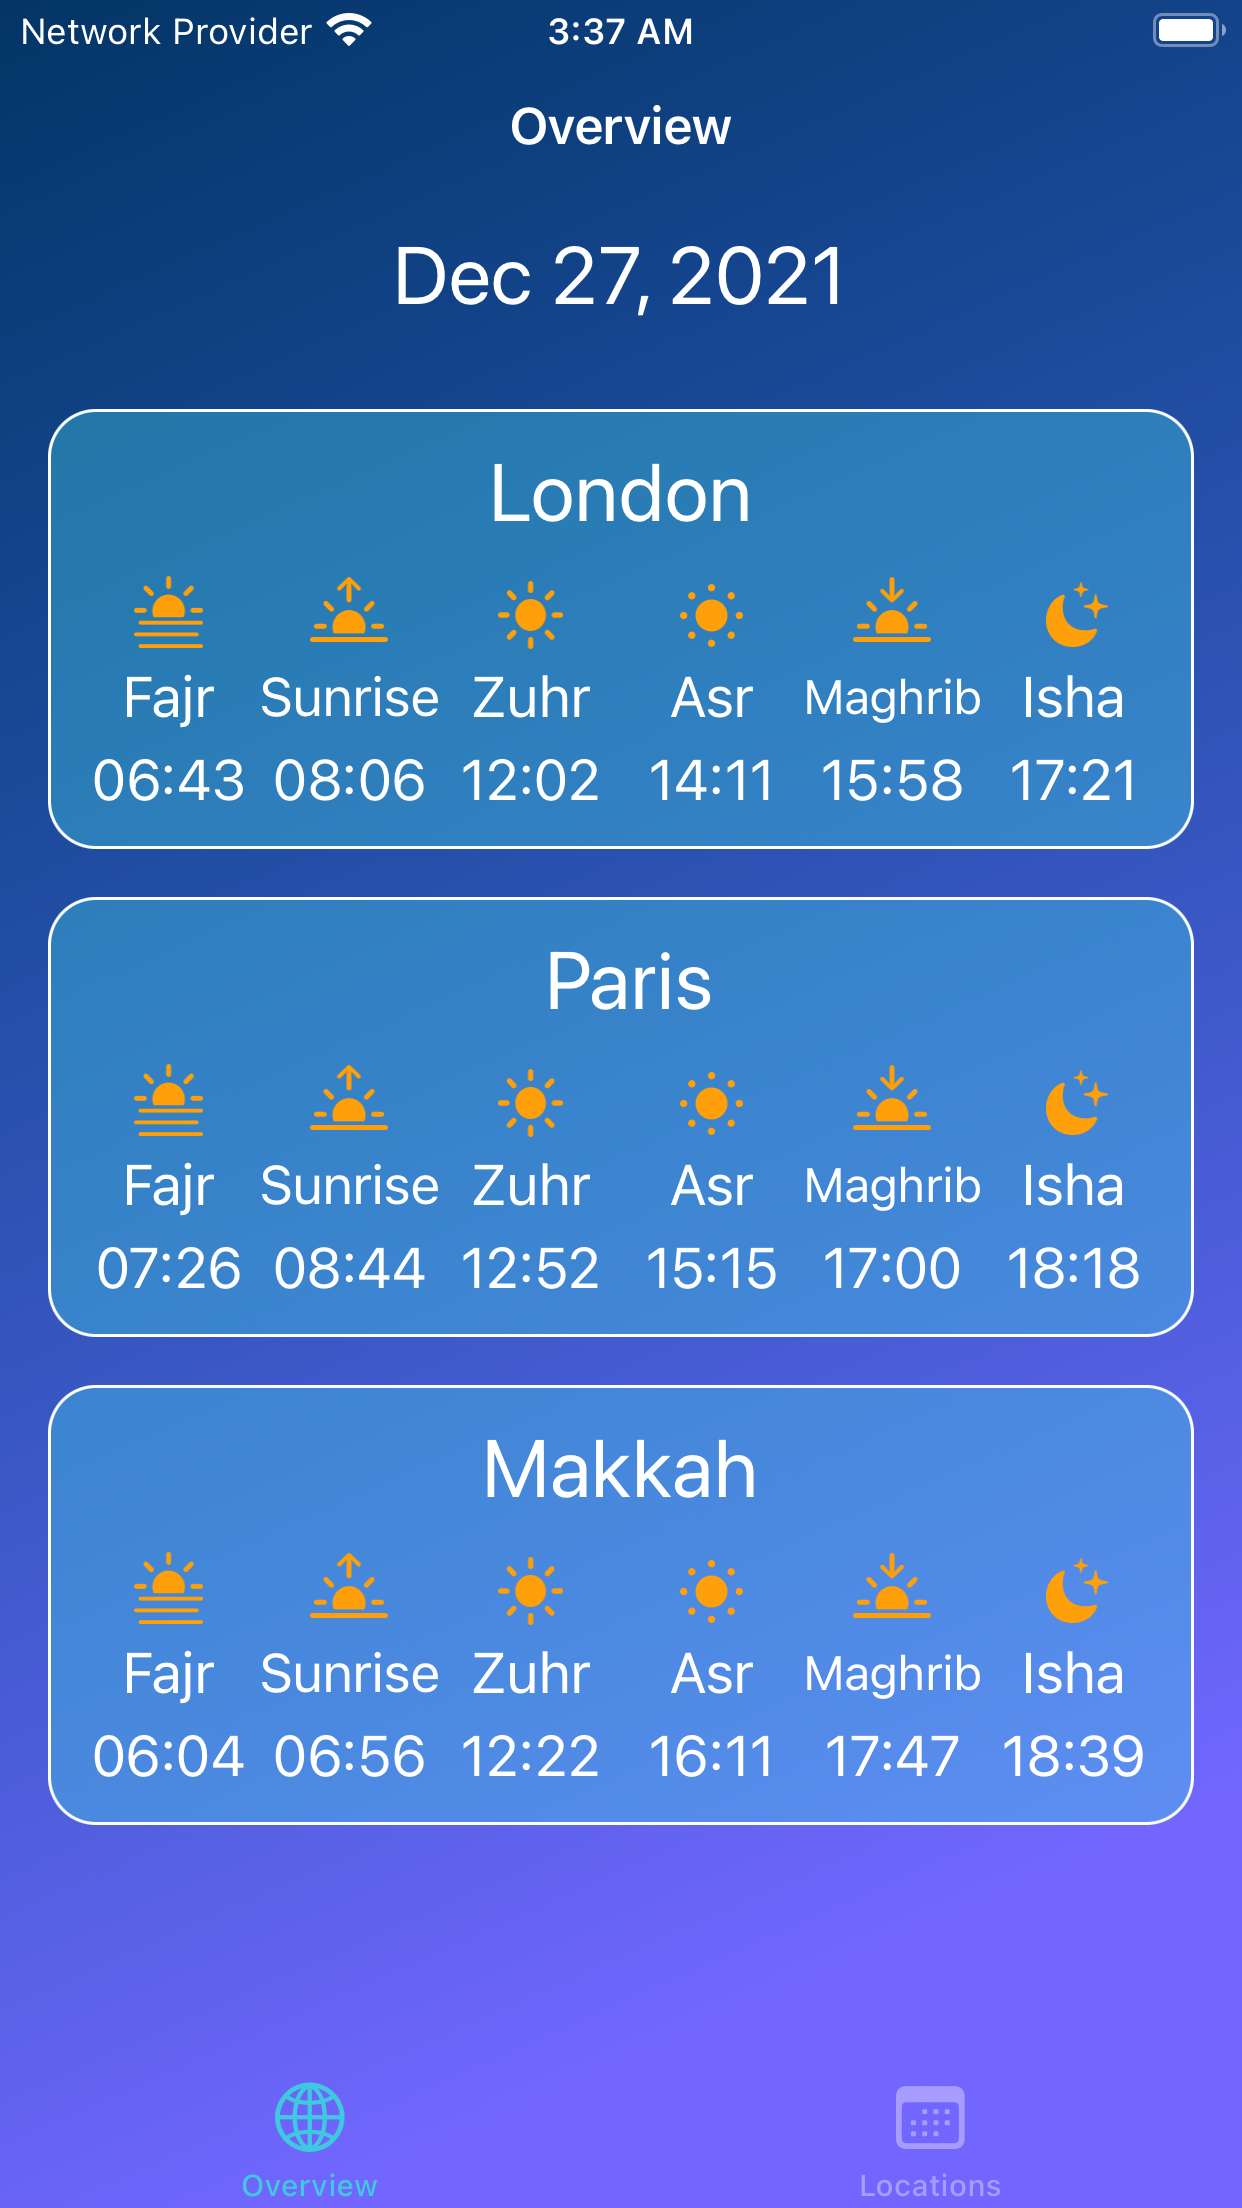 Network Provider 3:37 AM
Overview
Dec 27, 2021
London
Fajr Sunrise Zuhr Asr Maghrib Isha
06:43 08:06 12:02 14:11 15:58 17:21
Paris
Fajr Sunrise Zuhr Asr Maghrib Isha
07:26 08:44 12:52 15:15 17:00 18:18
Makkah
Fajr Sunrise Zuhr Asr Maghrib Isha
06:04 06:56 12:22 16:11 17:47 18:39
Overview Locations